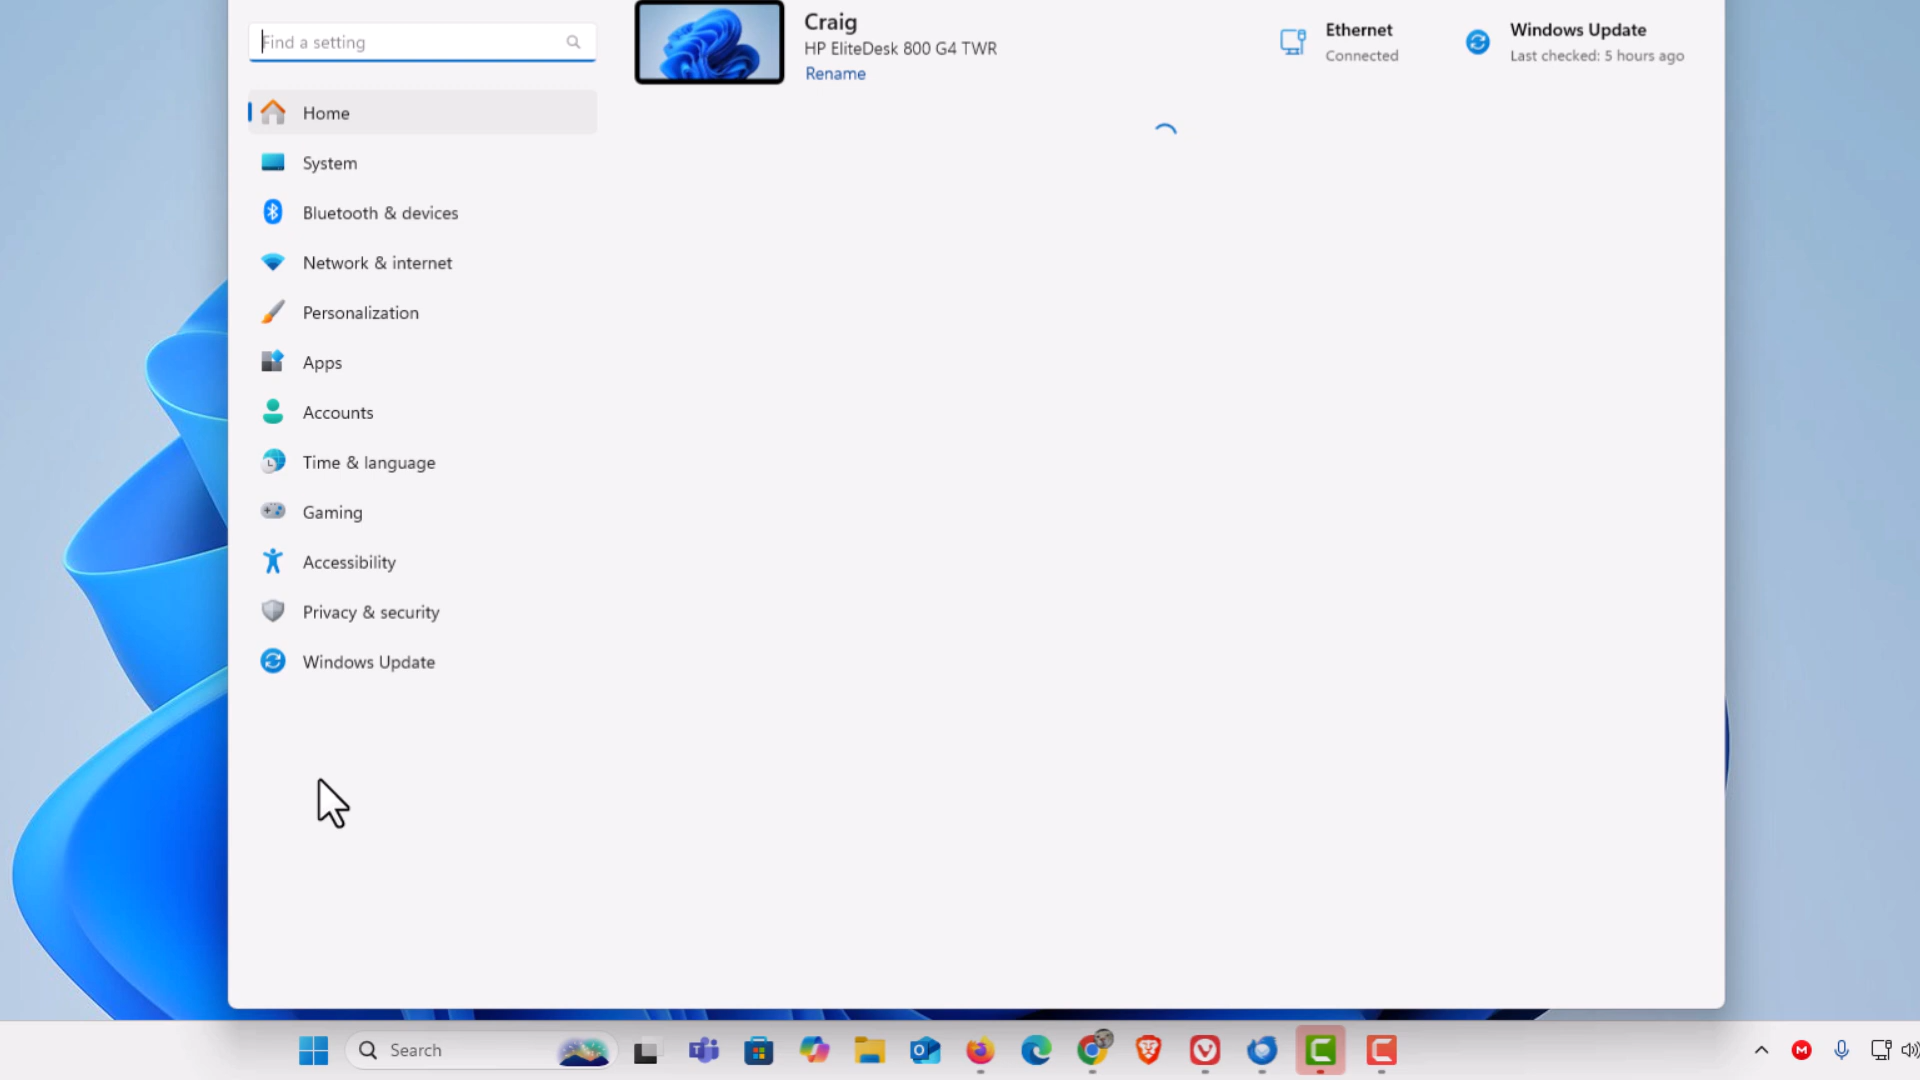 Find a setting
Craig
HP EliteDesk 800 G4 TWR
Rename
Ethernet
Connected
Windows Update
Last checked: 5 hours ago
Home
System
Bluetooth & devices
Network & internet
Personalization
Apps
Accounts
Time & language
Gaming
Accessibility
Privacy & security
Windows Update
Search